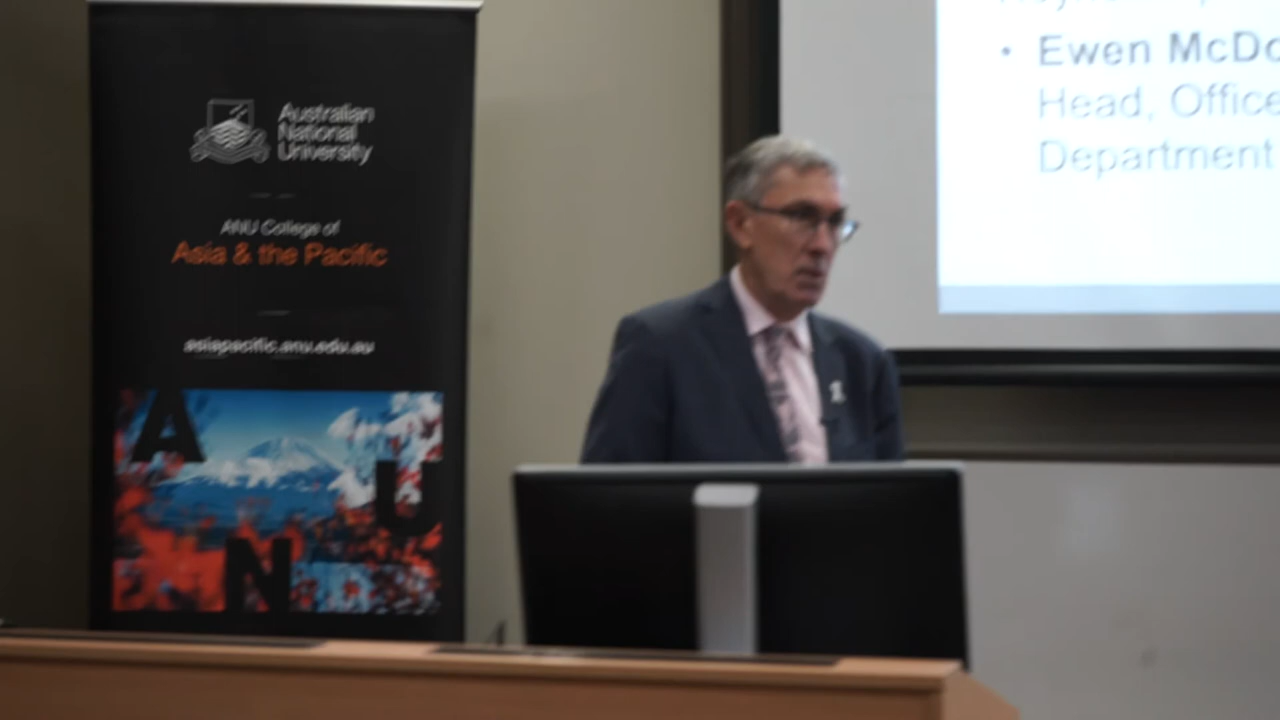 Australian
National
University
ANU College of
Asia & the Pacific
asiapacific.anu.edu.au
A
U
N
• Ewen McDo
Head, Office
Department